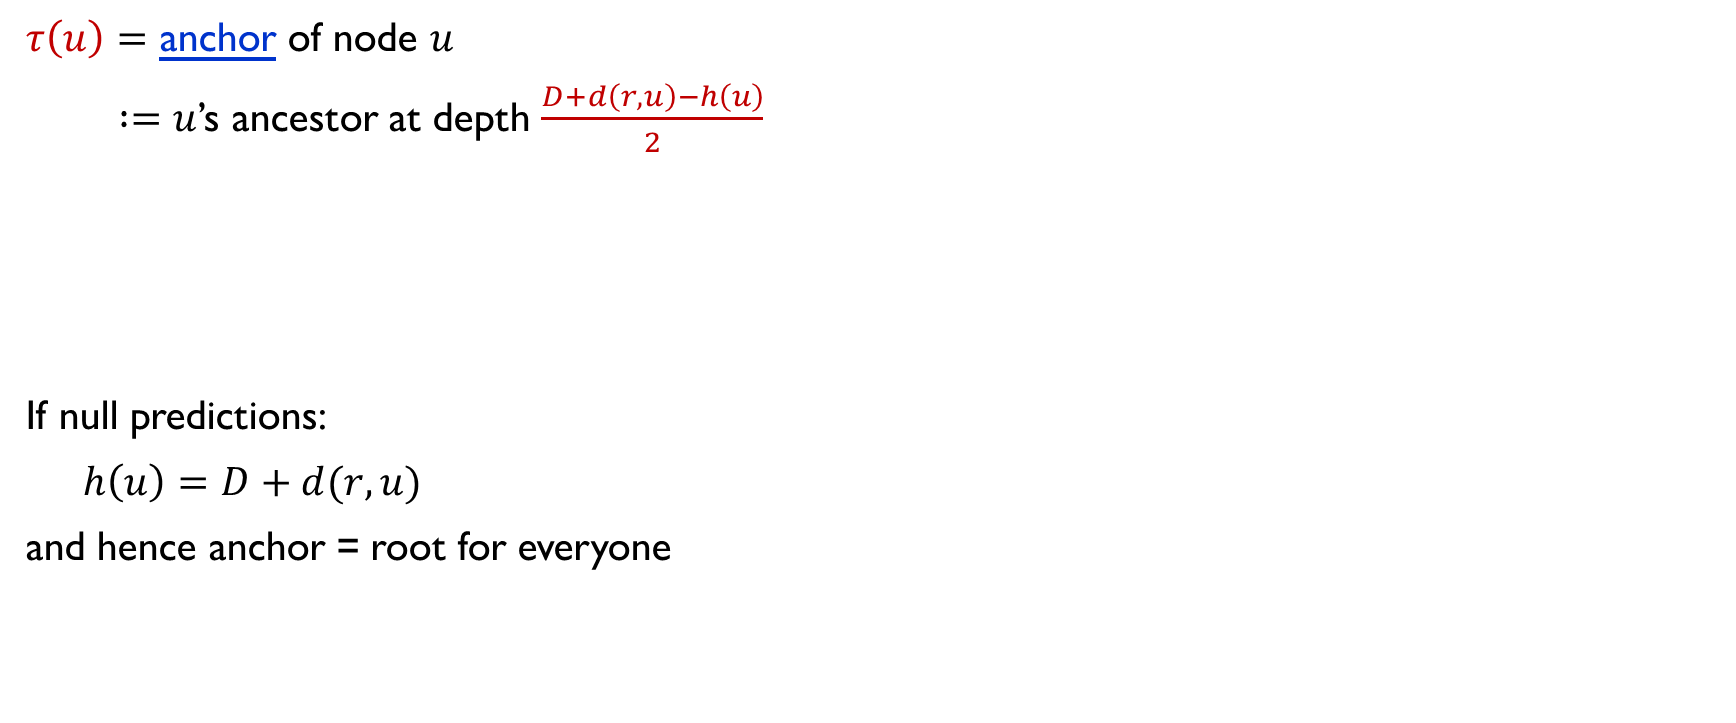 𝜏(𝑢) = anchor of node 𝑢
:= 𝑢’s ancestor at depth (𝐷+𝑑(𝑟,𝑢)−ℎ(𝑢))/2
If null predictions:
ℎ(𝑢) = 𝐷 + 𝑑(𝑟, 𝑢)
and hence anchor = root for everyone